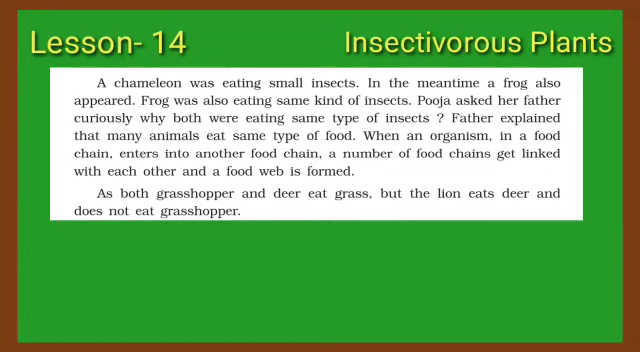 Lesson- 14
Insectivorous Plants
A chameleon was eating small insects. In the meantime a frog also
appeared. Frog was also eating same kind of insects. Pooja asked her father
curiously why both were eating same type of insects ? Father explained
that many animals eat same type of food. When an organism, in a food
chain, enters into another food chain, a number of food chains get linked
with each other and a food web is formed.
As both grasshopper and deer eat grass, but the lion eats deer and
does not eat grasshopper.